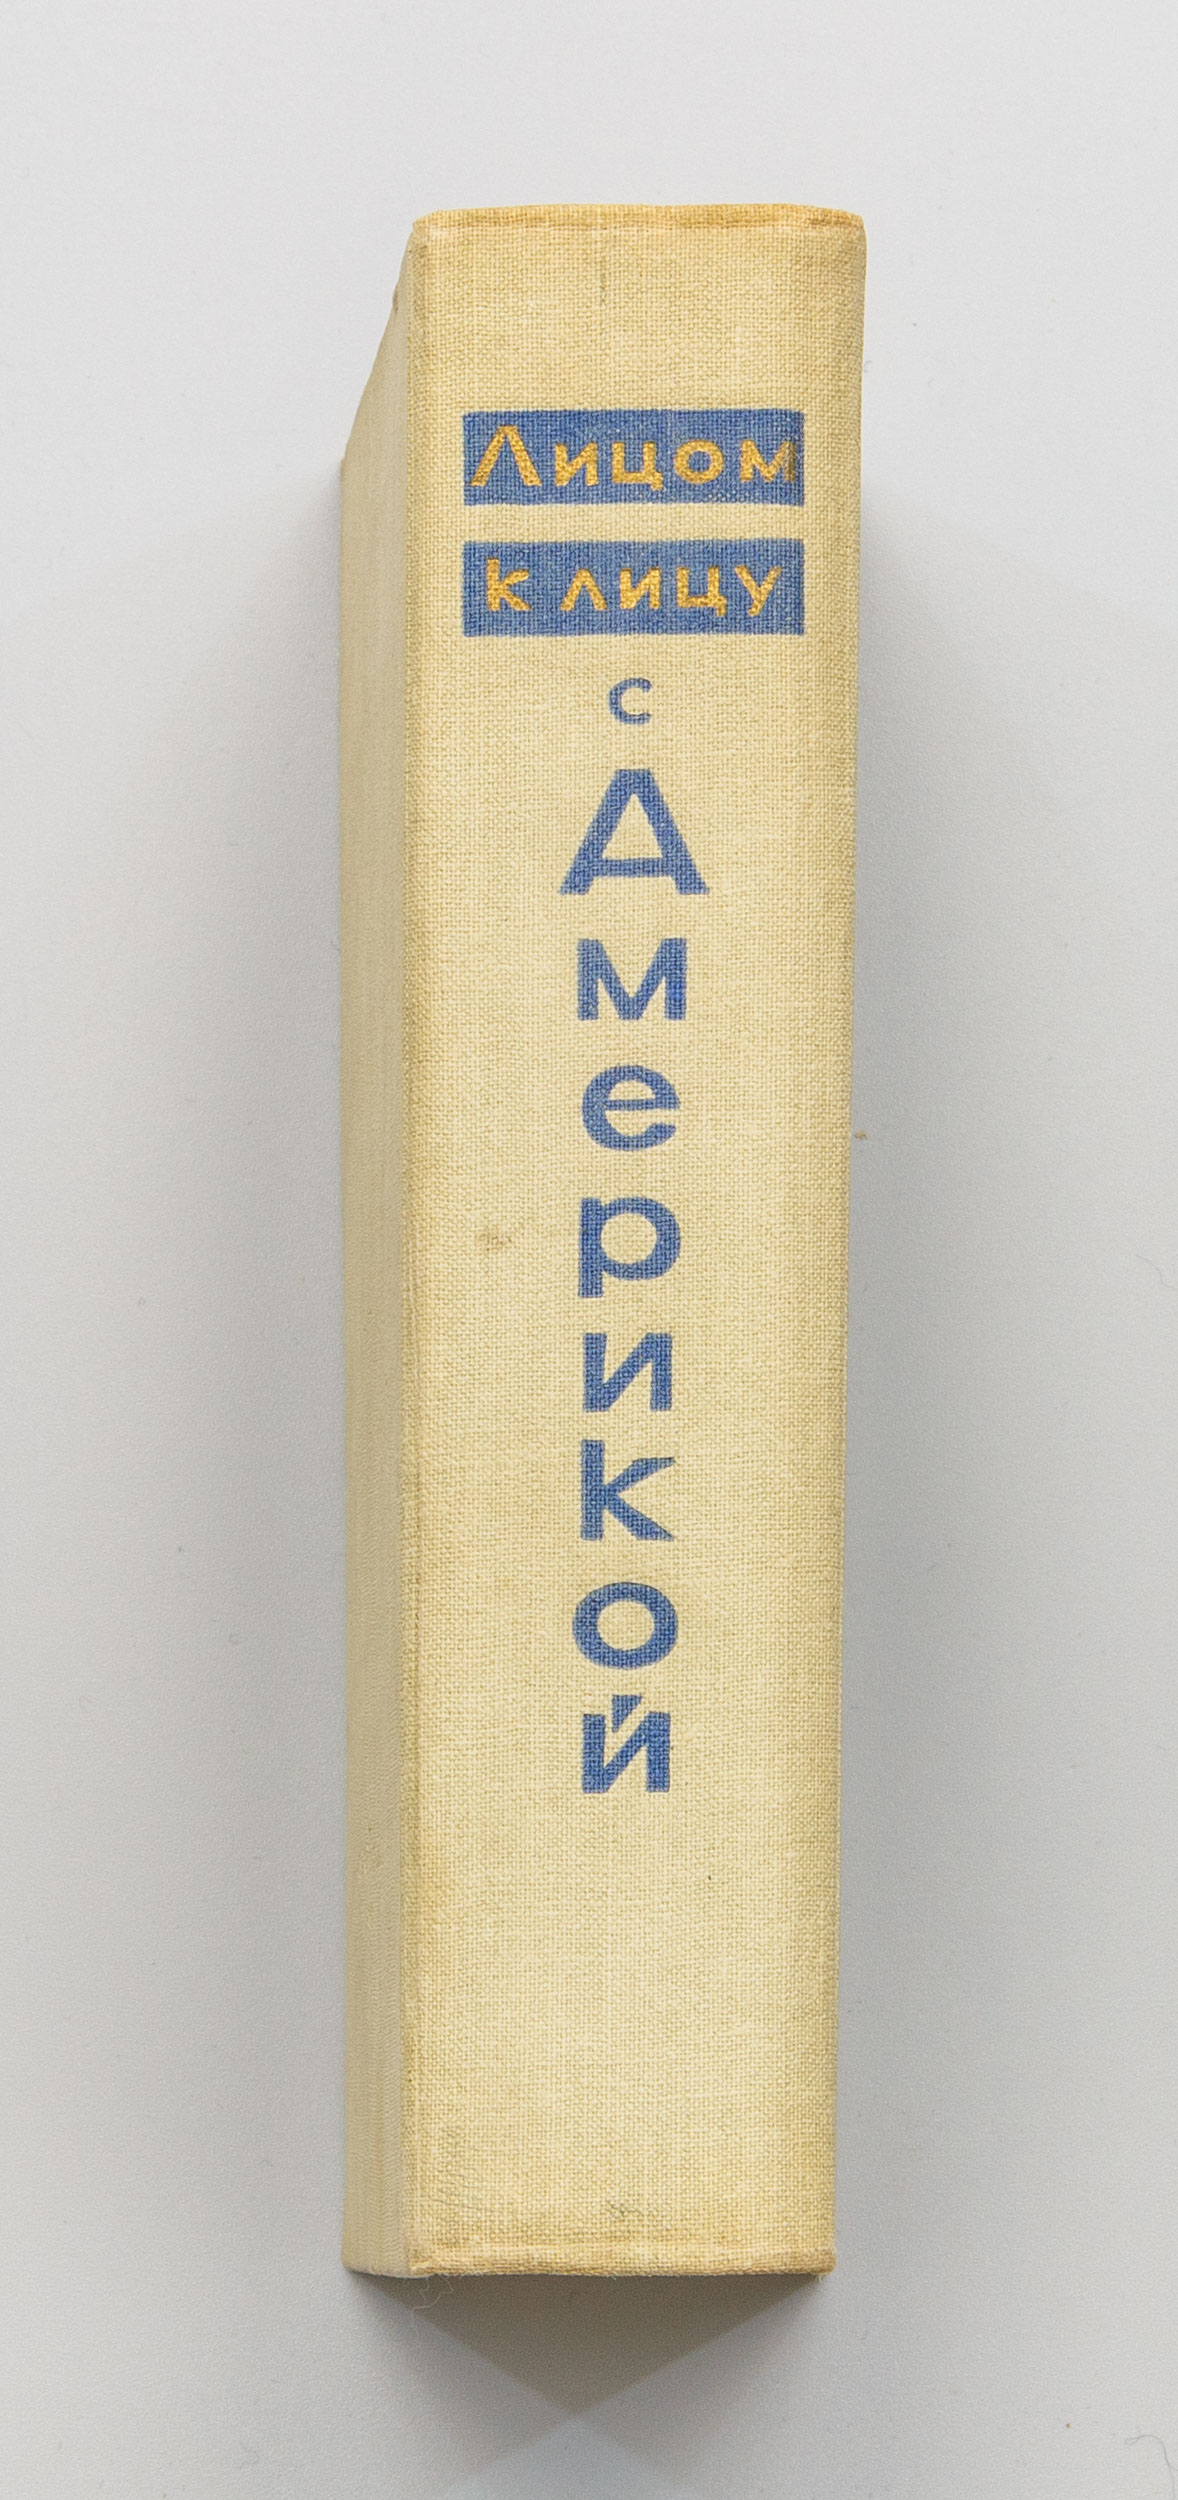 Лицом
к лицу
с
Америкой